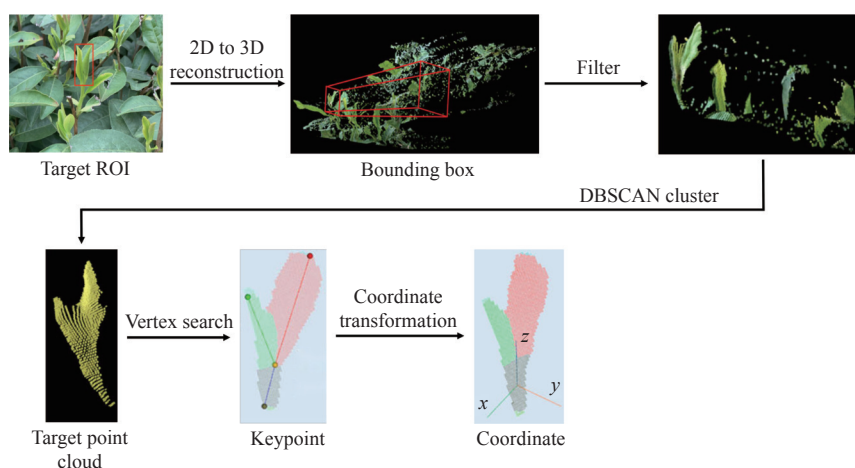 2D to 3D
reconstruction
Filter
Target ROI
Bounding box
DBSCAN cluster
Vertex search
Coordinate
transformation
z
y
x
Target point
cloud
Keypoint
Coordinate